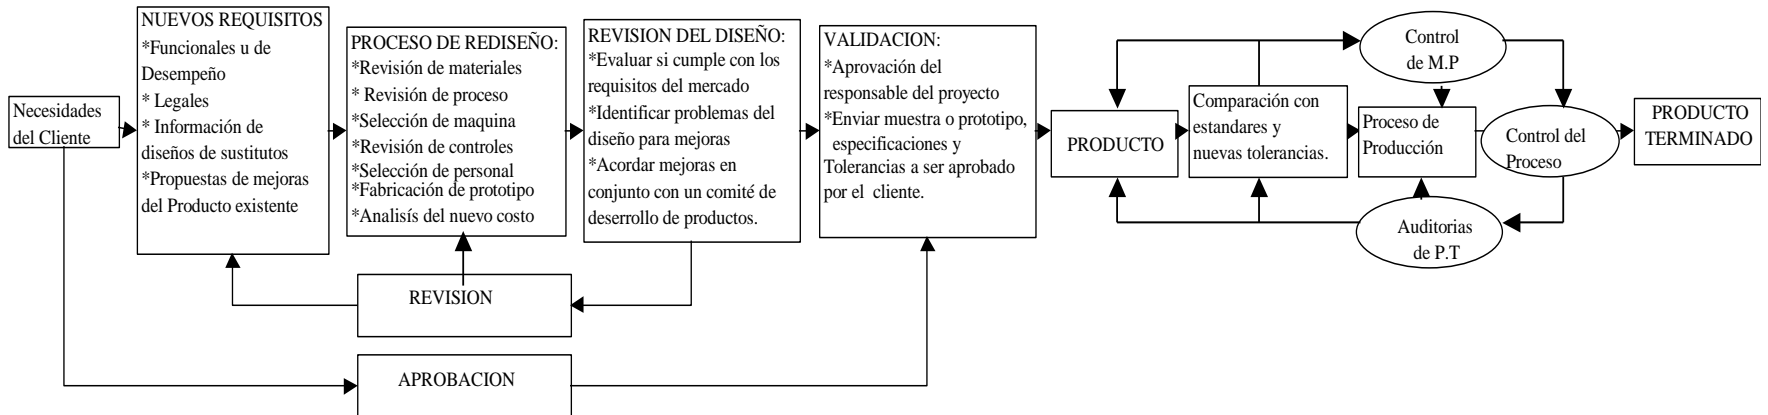 Necesidades
del Cliente
NUEVOS REQUISITOS
*Funcionales u de
Desempeño
* Legales
* Información de
diseños de sustitutos
*Propuestas de mejoras
del Producto existente
PROCESO DE REDISEÑO:
*Revisión de materiales
* Revisión de proceso
*Selección de maquina
*Revisión de controles
*Selección de personal
*Fabricación de prototipo
*Analisís del nuevo costo
REVISION DEL DISEÑO:
*Evaluar si cumple con los
requisitos del mercado
*Identificar problemas del
diseño para mejoras
*Acordar mejoras en
conjunto con un comité de
desarrollo de productos.
VALIDACION:
*Aprovación del
responsable del proyecto
*Enviar muestra o prototipo,
especificaciones y
Tolerancias a ser aprobado
por el cliente.
PRODUCTO
Comparación con
estandares y
nuevas tolerancias.
Control
de M.P
Proceso de
Producción
Control del
Proceso
Auditorias
de P.T
PRODUCTO
TERMINADO
REVISION
APROBACION